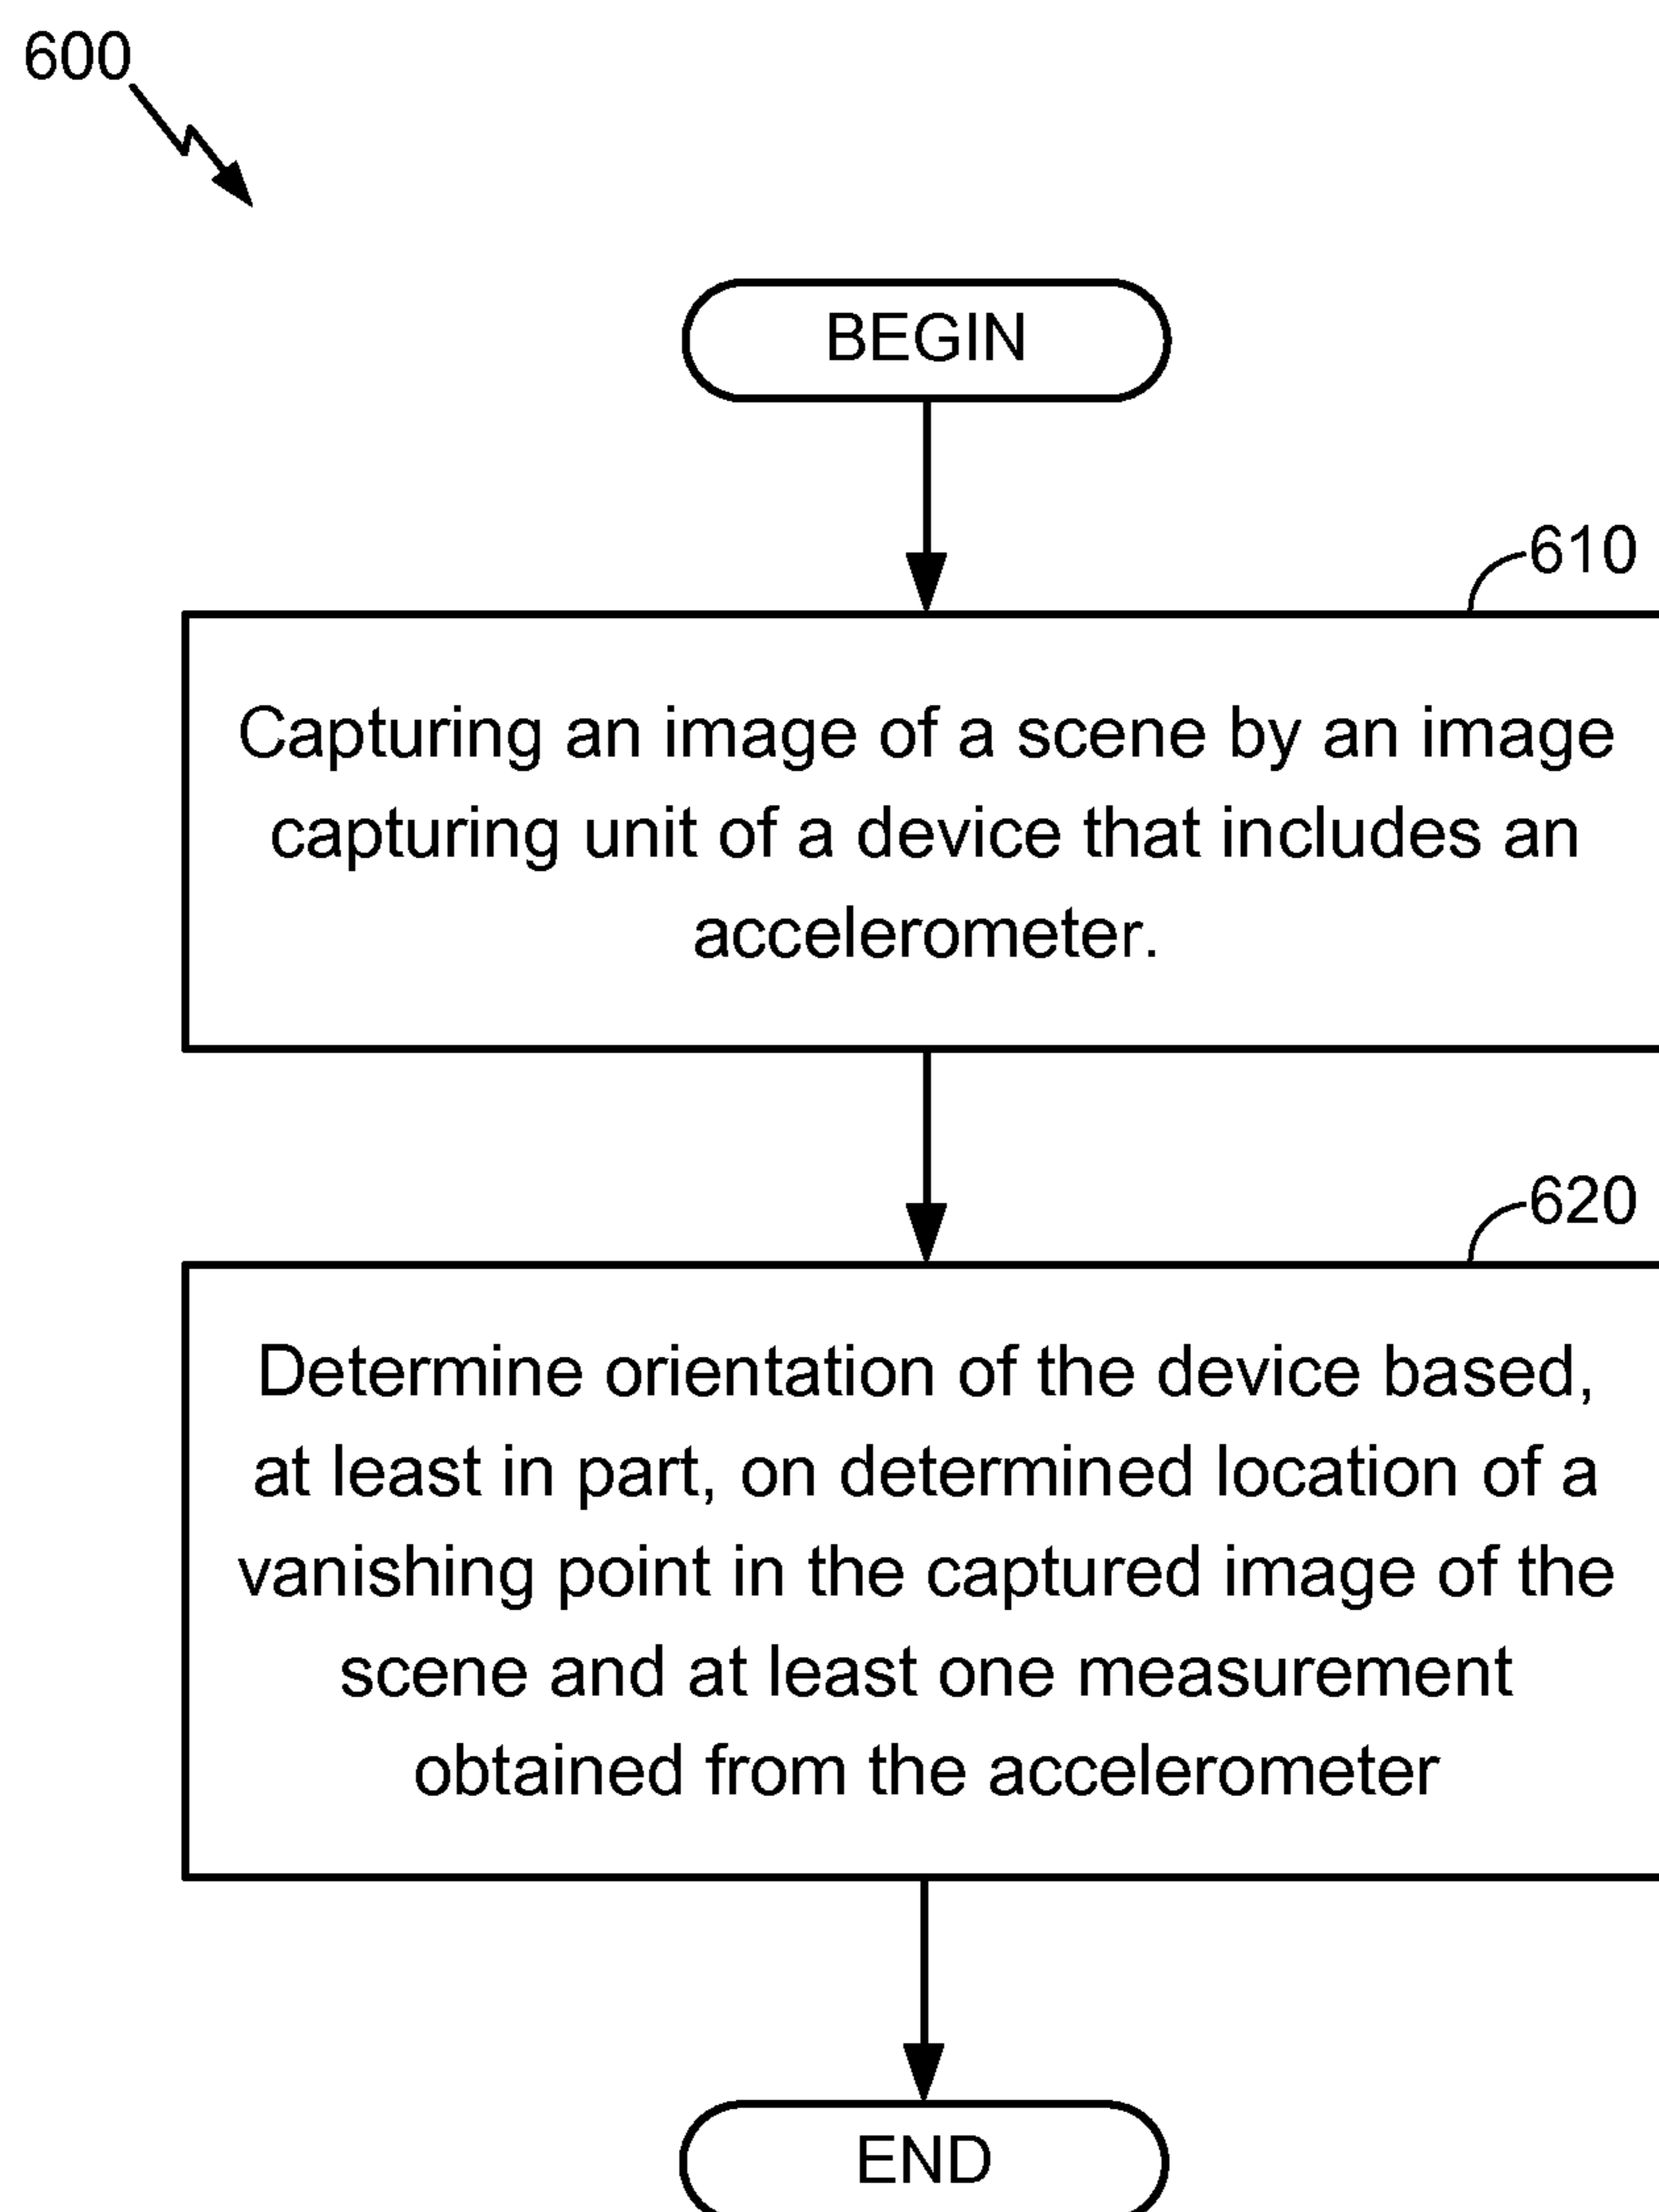 600
BEGIN
610
Capturing an image of a scene by an image
capturing unit of a device that includes an
accelerometer.
620
Determine orientation of the device based,
at least in part, on determined location of a
vanishing point in the captured image of the
scene and at least one measurement
obtained from the accelerometer
END